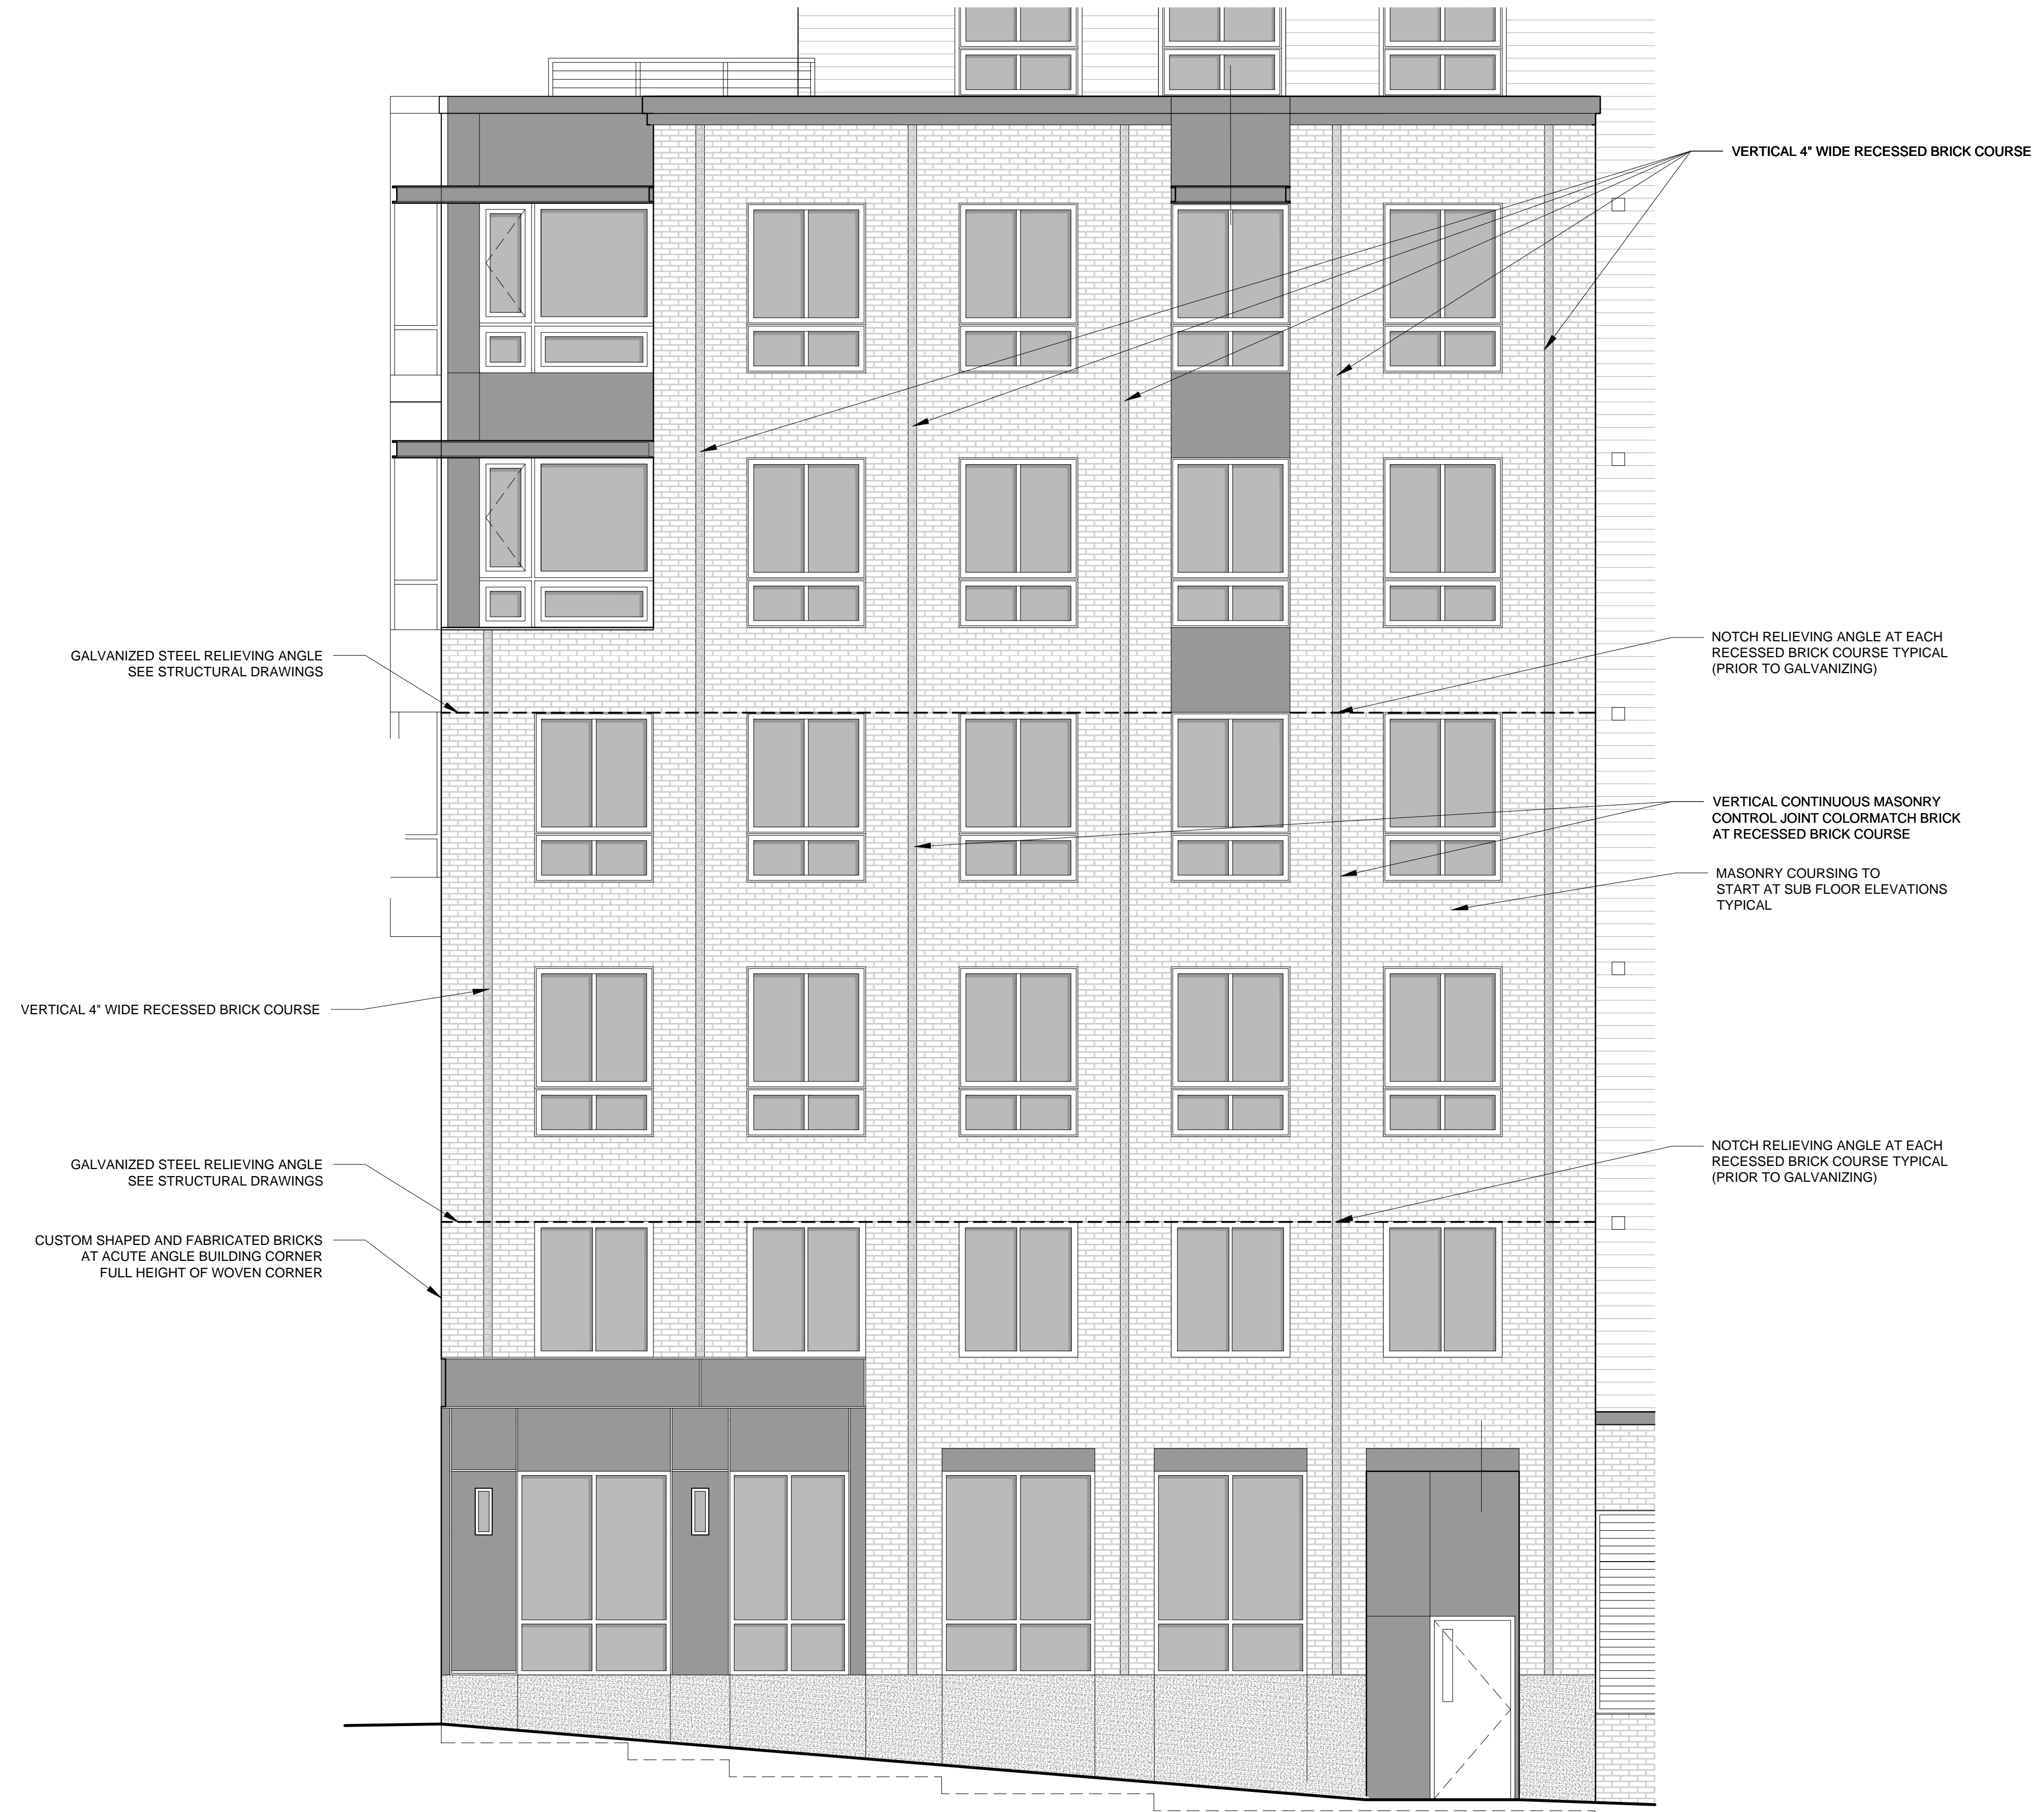 VERTICAL 4" WIDE RECESSED BRICK COURSE
GALVANIZED STEEL RELIEVING ANGLE
SEE STRUCTURAL DRAWINGS
NOTCH RELIEVING ANGLE AT EACH
RECESSED BRICK COURSE TYPICAL
(PRIOR TO GALVANIZING)
VERTICAL CONTINUOUS MASONRY
CONTROL JOINT COLORMATCH BRICK
AT RECESSED BRICK COURSE
MASONRY COURSING TO
START AT SUB FLOOR ELEVATIONS
TYPICAL
VERTICAL 4" WIDE RECESSED BRICK COURSE
GALVANIZED STEEL RELIEVING ANGLE
SEE STRUCTURAL DRAWINGS
NOTCH RELIEVING ANGLE AT EACH
RECESSED BRICK COURSE TYPICAL
(PRIOR TO GALVANIZING)
CUSTOM SHAPED AND FABRICATED BRICKS
AT ACUTE ANGLE BUILDING CORNER
FULL HEIGHT OF WOVEN CORNER